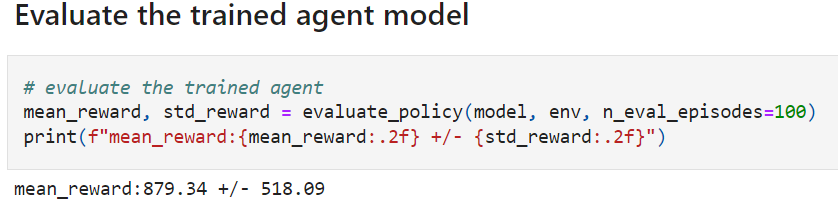 Evaluate the trained agent model
# evaluate the trained agent
mean_reward, std_reward = evaluate_policy(model, env, n_eval_episodes=100)
print(f"mean_reward:{mean_reward:.2f} +/- {std_reward:.2f}")
mean_reward:879.34 +/- 518.09